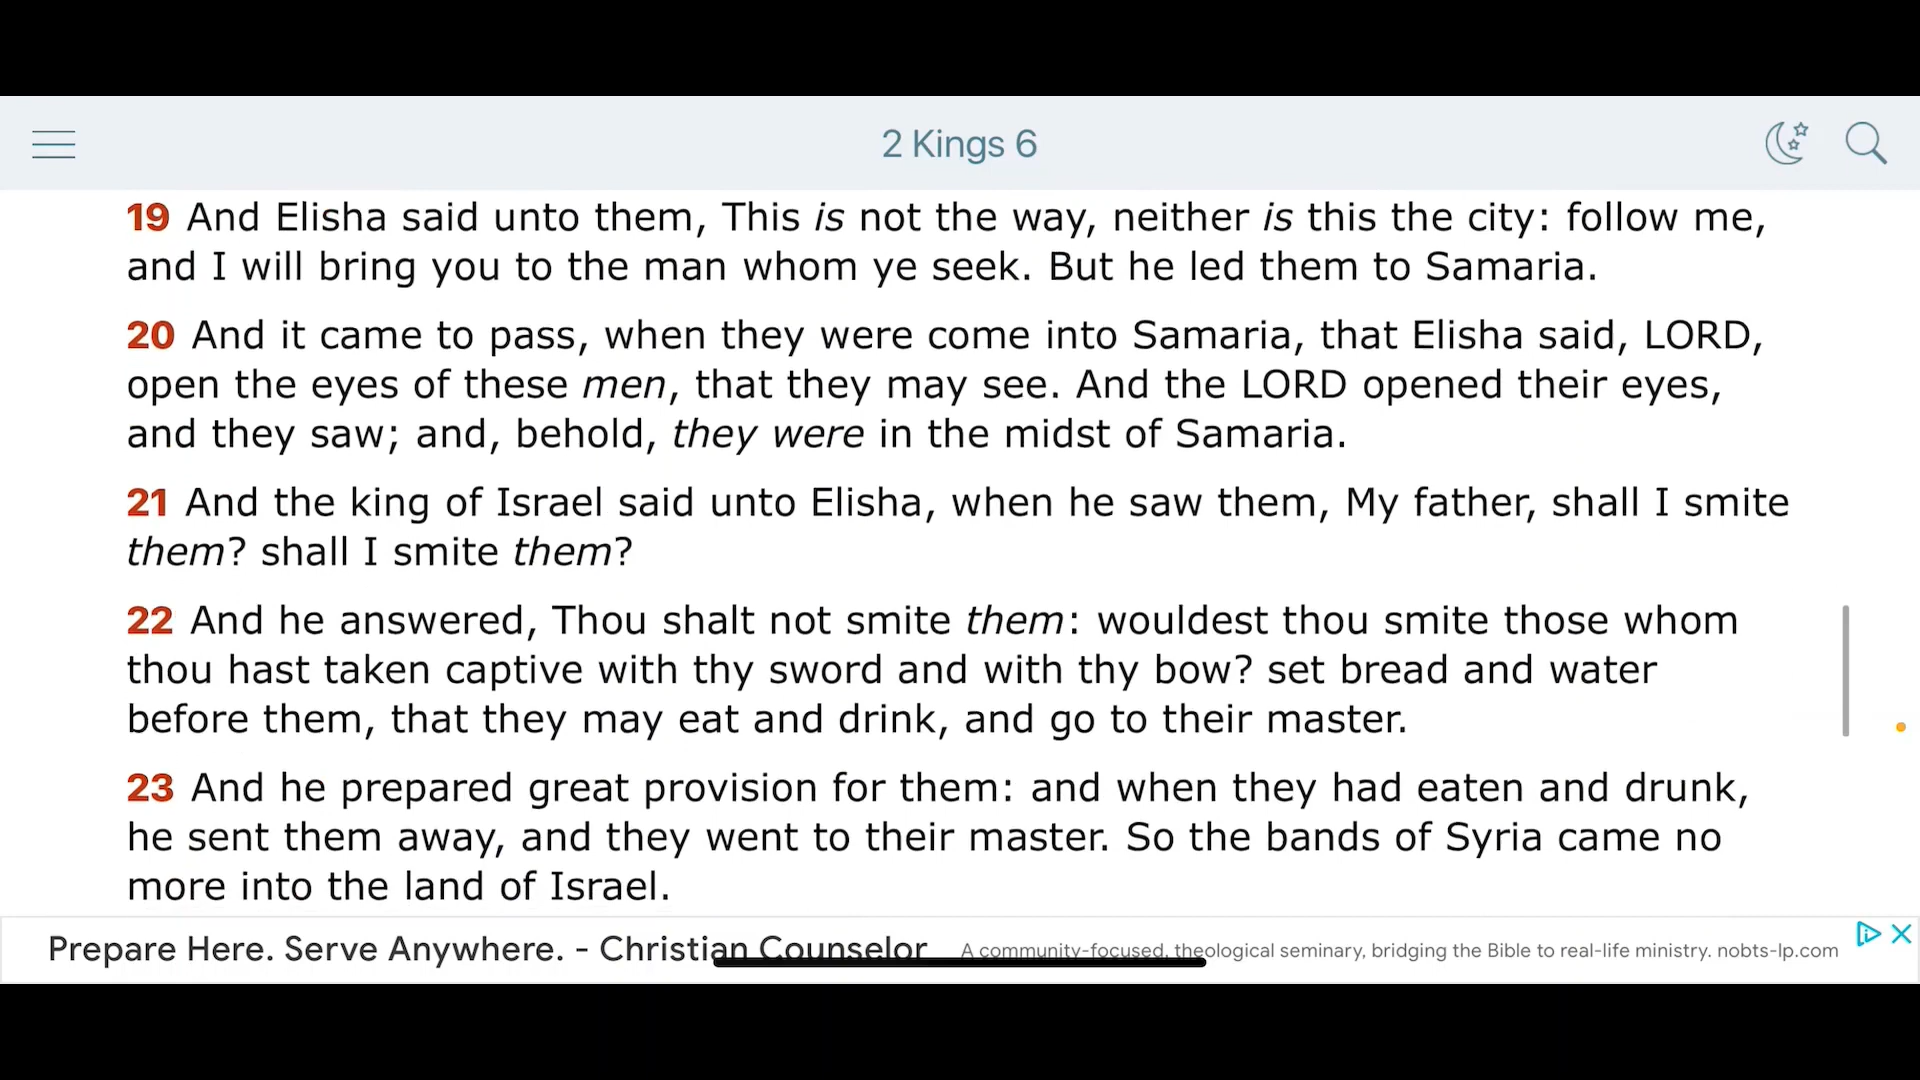 2 Kings 6
19 And Elisha said unto them, This is not the way, neither is this the city: follow me,
and I will bring you to the man whom ye seek. But he led them to Samaria.
20 And it came to pass, when they were come into Samaria, that Elisha said, LORD,
open the eyes of these men, that they may see. And the LORD opened their eyes,
and they saw; and, behold, they were in the midst of Samaria.
21 And the king of Israel said unto Elisha, when he saw them, My father, shall I smite
them? shall I smite them?
22 And he answered, Thou shalt not smite them: wouldest thou smite those whom
thou hast taken captive with thy sword and with thy bow? set bread and water
before them, that they may eat and drink, and go to their master.
23 And he prepared great provision for them: and when they had eaten and drunk,
he sent them away, and they went to their master. So the bands of Syria came no
more into the land of Israel.
Prepare Here. Serve Anywhere. - Christian Counselor
A community-focused, theological seminary, bridging the Bible to real-life ministry. nobts-lp.com